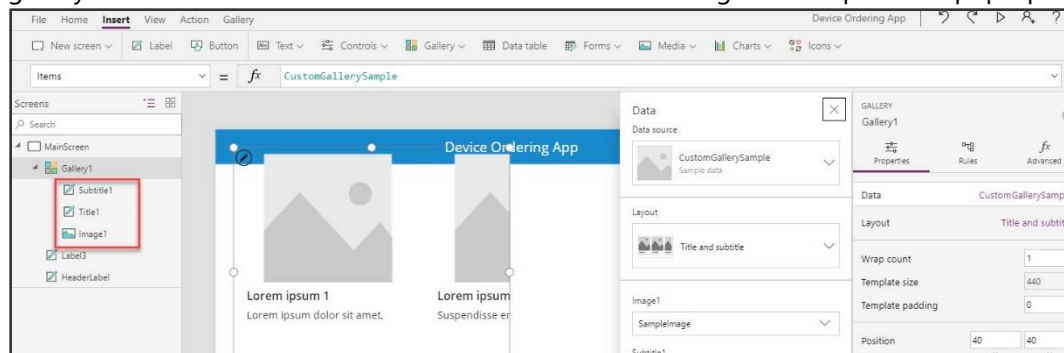 File Home Insert View Action Gallery Device Ordering App ?
New screen Label Button Text Controls Gallery Data table Forms Media Charts Icons
Items = fx CustomGallerySample
Screens
Search
MainScreen
Gallery1
Subtitle1
Title1
Image1
Label3
HeaderLabel
Device Ordering App
Lorem ipsum 1
Lorem ipsum dolor sit amet,
Lorem ipsum
Suspendisse er
Data
Data source
CustomGallerySample
Sample data
Layout
Title and subtitle
Image1
SampleImage
Subtitle1
GALLERY
Gallery1
Properties Rules Advanced
Data CustomGallerySamp
Layout Title and subtit
Wrap count 1
Template size 440
Template padding 0
Position 40 40